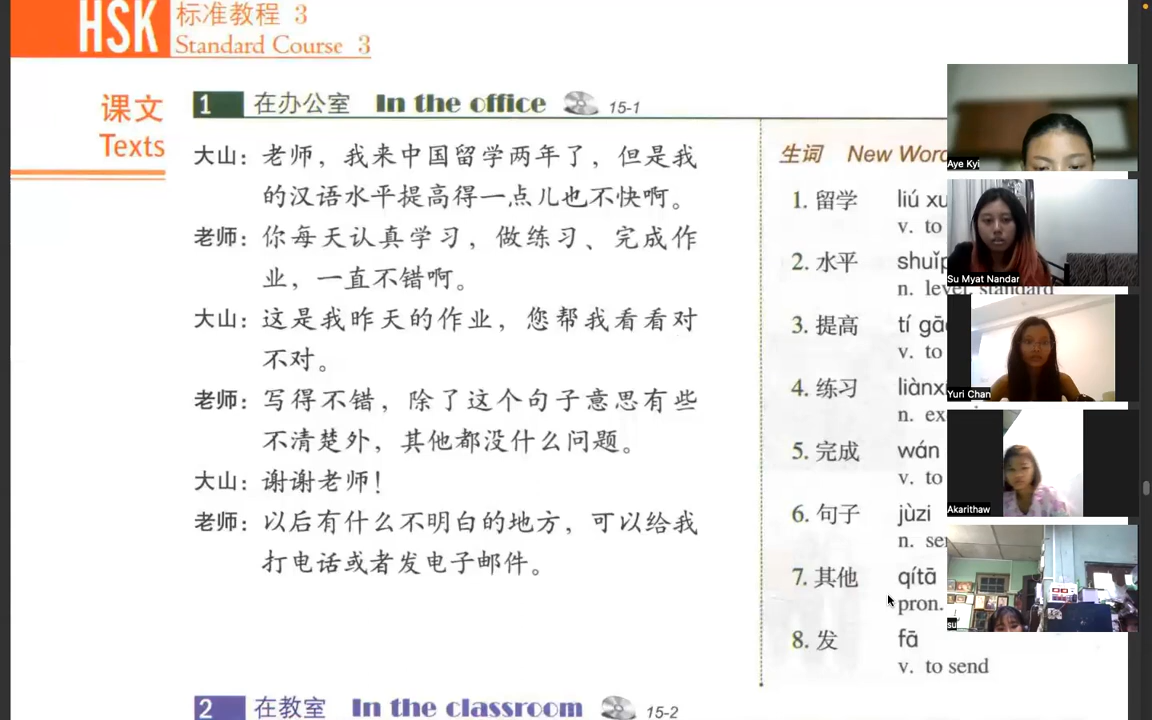 HSK
标准教程 3
Standard Course 3
课文
Texts
1 在办公室 In the office 15-1
大山：老师，我来中国留学两年了，但是我
的汉语水平提高得一点儿也不快啊。
老师：你每天认真学习，做练习、完成作
业，一直不错啊。
大山：这是我昨天的作业，您帮我看看对
不对。
老师：写得不错，除了这个句子意思有些
不清楚外，其他都没什么问题。
大山：谢谢老师！
老师：以后有什么不明白的地方，可以给我
打电话或者发电子邮件。
生词 New Wor
1. 留学 liú xu
v. to
2. 水平 shuǐp
n. level, standard
3. 提高 tí gā
v. to
4. 练习 liànx
n. ex
5. 完成 wán
v. to
6. 句子 jùzi
n. se
7. 其他 qítā
pron.
8. 发 fā
v. to send
2 在教室 In the classroom 15-2
Aye Kyi
Su Myat Nandar
Yuri Chan
Akarithaw
su